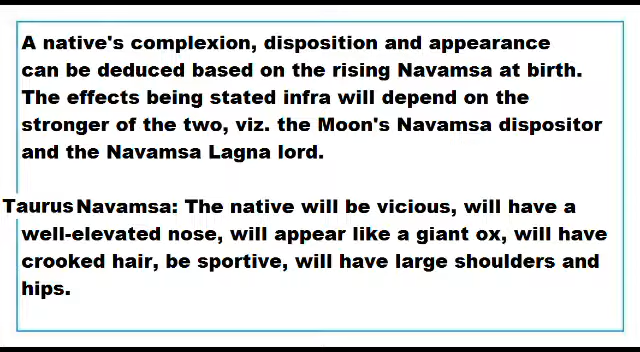 A native's complexion, disposition and appearance
can be deduced based on the rising Navamsa at birth.
The effects being stated infra will depend on the
stronger of the two, viz. the Moon's Navamsa dispositor
and the Navamsa Lagna lord.
Taurus Navamsa: The native will be vicious, will have a
well-elevated nose, will appear like a giant ox, will have
crooked hair, be sportive, will have large shoulders and
hips.